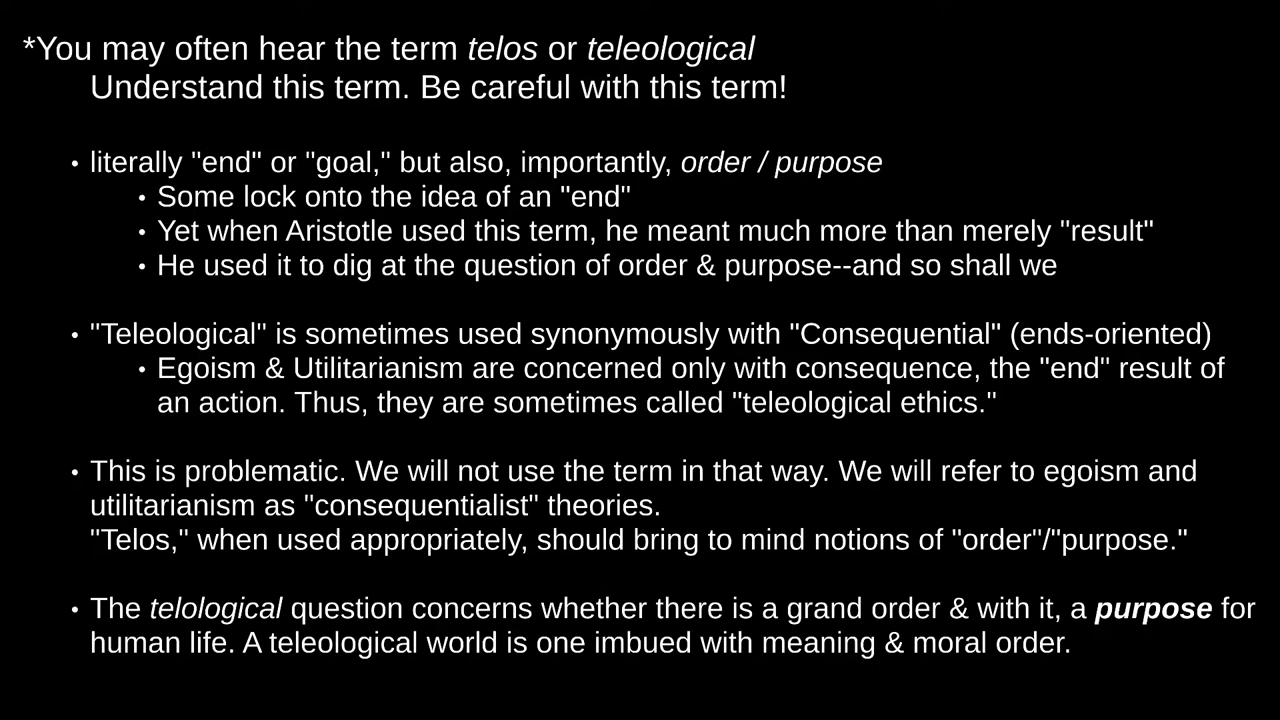 *You may often hear the term telos or teleological
Understand this term. Be careful with this term!
• literally "end" or "goal," but also, importantly, order / purpose
• Some lock onto the idea of an "end"
• Yet when Aristotle used this term, he meant much more than merely "result"
• He used it to dig at the question of order & purpose--and so shall we
• "Teleological" is sometimes used synonymously with "Consequential" (ends-oriented)
• Egoism & Utilitarianism are concerned only with consequence, the "end" result of
an action. Thus, they are sometimes called "teleological ethics."
• This is problematic. We will not use the term in that way. We will refer to egoism and
utilitarianism as "consequentialist" theories.
"Telos," when used appropriately, should bring to mind notions of "order"/"purpose."
• The telological question concerns whether there is a grand order & with it, a purpose for
human life. A teleological world is one imbued with meaning & moral order.